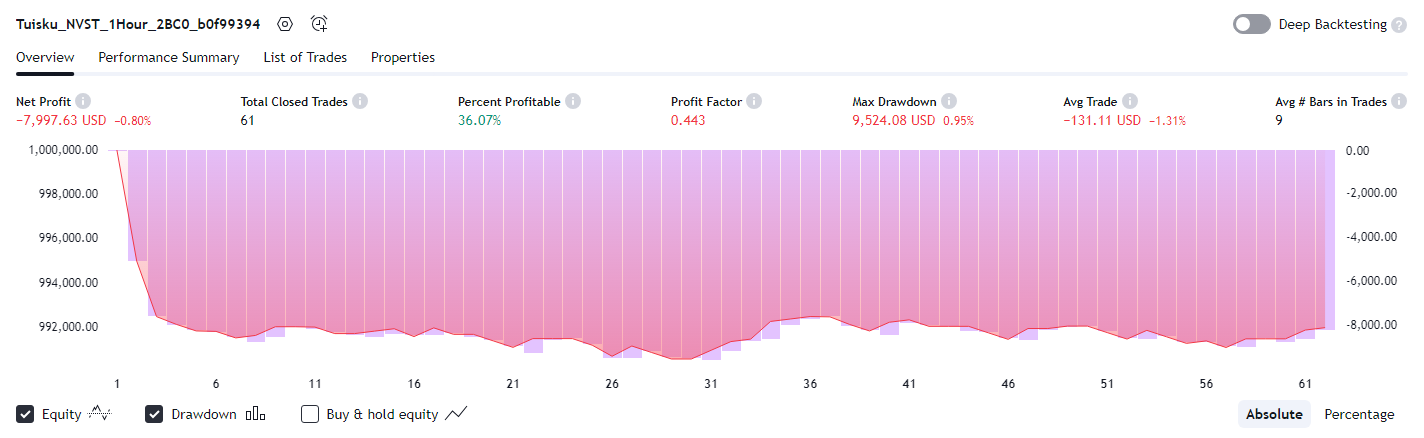 Tuisku_NVST_1Hour_2BC0_b0f99394 Deep Backtesting ?
Overview Performance Summary List of Trades Properties
Net Profit Total Closed Trades Percent Profitable Profit Factor Max Drawdown Avg Trade Avg # Bars in Trades
−7,997.63 USD −0.80% 61 36.07% 0.443 9,524.08 USD 0.95% −131.11 USD −1.31% 9
1,000,000.00 0.00
998,000.00 -2,000.00
996,000.00 -4,000.00
994,000.00 -6,000.00
992,000.00 -8,000.00
1 6 11 16 21 26 31 36 41 46 51 56 61
Equity Drawdown Buy & hold equity Absolute Percentage